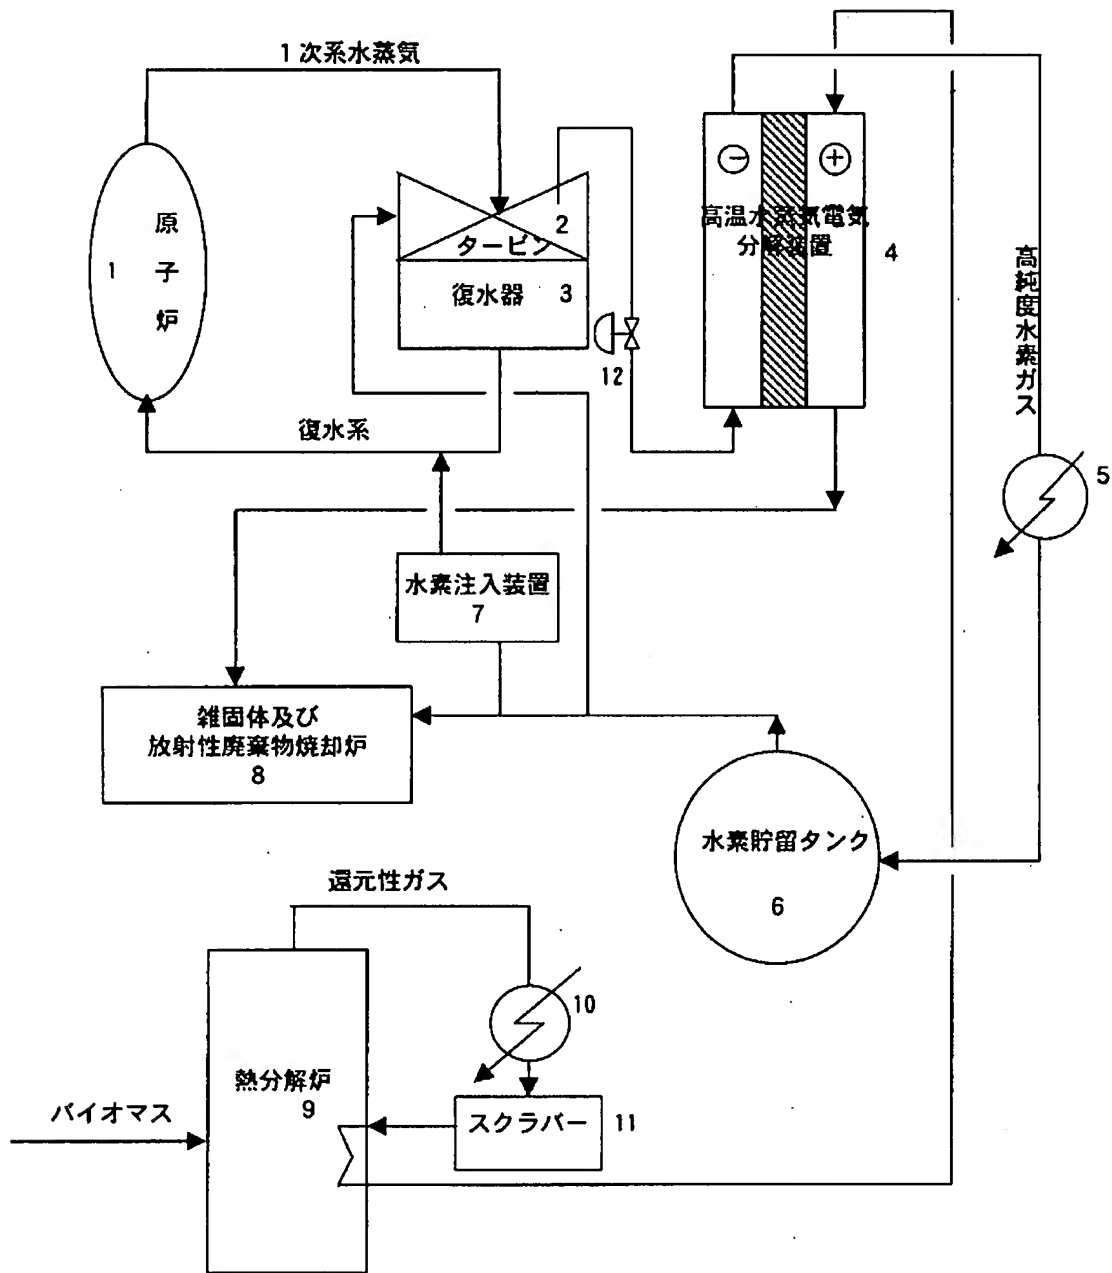 1次系水蒸気
原子炉
1
2
タービン
復水器 3
12
復水系
⊖ ⊕
高温水蒸気電気
分解装置
4
高純度水素ガス
5
水素注入装置
7
雑固体及び
放射性廃棄物焼却炉
8
水素貯留タンク
6
還元性ガス
10
熱分解炉
9
バイオマス
スクラバー 11